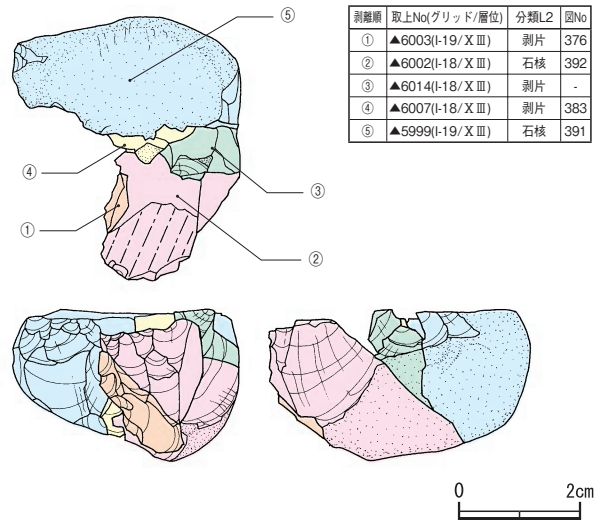 ⑤
④
③
①
②
剥離順 取上No(グリッド/層位) 分類L2 図No
① ▲6003(I-19/ⅩⅢ) 剥片 376
② ▲6002(I-18/ⅩⅢ) 石核 392
③ ▲6014(I-18/ⅩⅢ) 剥片 -
④ ▲6007(I-18/ⅩⅢ) 剥片 383
⑤ ▲5999(I-19/ⅩⅢ) 石核 391
0 2cm